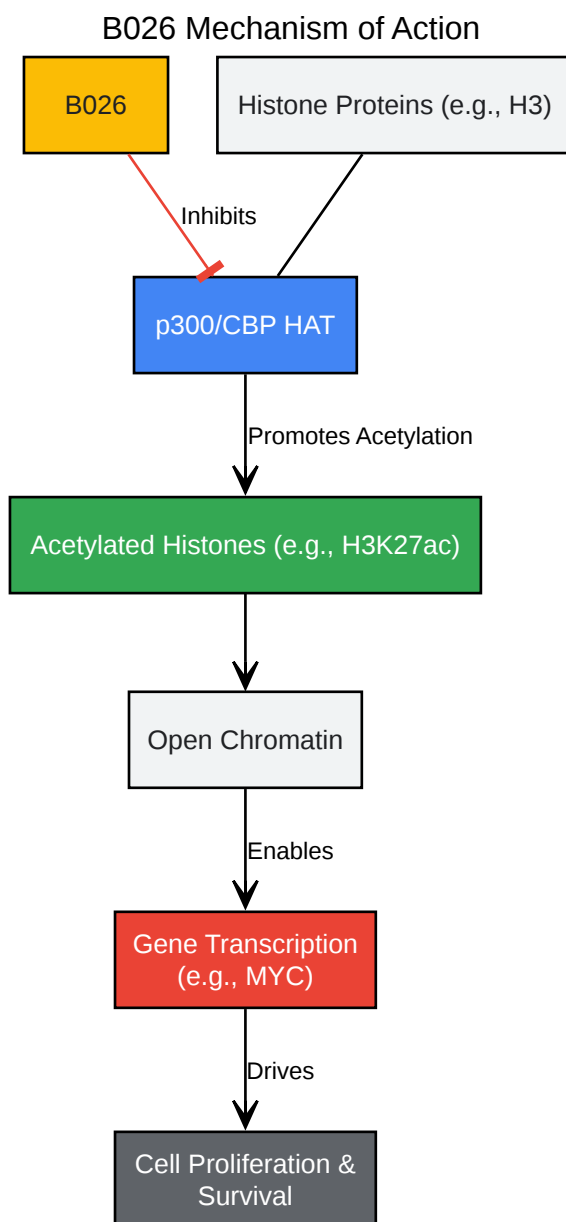 B026 Mechanism of Action
B026
Histone Proteins (e.g., H3)
Inhibits
p300/CBP HAT
Promotes Acetylation
Acetylated Histones (e.g., H3K27ac)
Open Chromatin
Enables
Gene Transcription
(e.g., MYC)
Drives
Cell Proliferation &
Survival